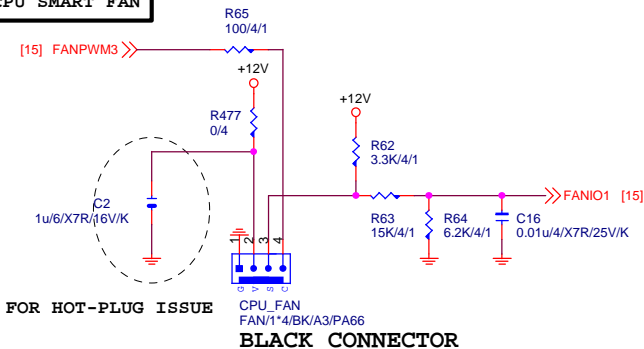 CPU SMART FAN
R65
100/4/1
[15] FANPWM3
+12V
R477
0/4
+12V
R62
3.3K/4/1
C2
1u/6/X7R/16V/K
FANIO1 [15]
R63
15K/4/1
R64
6.2K/4/1
C16
0.01u/4/X7R/25V/K
1 2 3 4
G V S C
FOR HOT-PLUG ISSUE
CPU_FAN
FAN/1*4/BK/A3/PA66
BLACK CONNECTOR